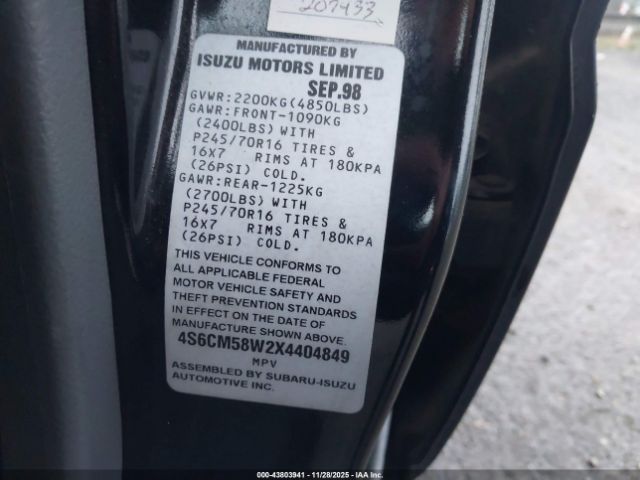 207433
MANUFACTURED BY
ISUZU MOTORS LIMITED
SEP.98
GVWR:2200KG(4850LBS)
GAWR:FRONT-1090KG
(2400LBS) WITH
P245/70R16 TIRES &
16X7 RIMS AT 180KPA
(26PSI) COLD.
GAWR:REAR-1225KG
(2700LBS) WITH
P245/70R16 TIRES &
16X7 RIMS AT 180KPA
(26PSI) COLD.
THIS VEHICLE CONFORMS TO
ALL APPLICABLE FEDERAL
MOTOR VEHICLE SAFETY AND
THEFT PREVENTION STANDARDS
IN EFFECT ON THE DATE OF
MANUFACTURE SHOWN ABOVE.
4S6CM58W2X4404849
MPV
ASSEMBLED BY SUBARU-ISUZU
AUTOMOTIVE INC.
000-43803941 - 11/28/2025 - IAA Inc.